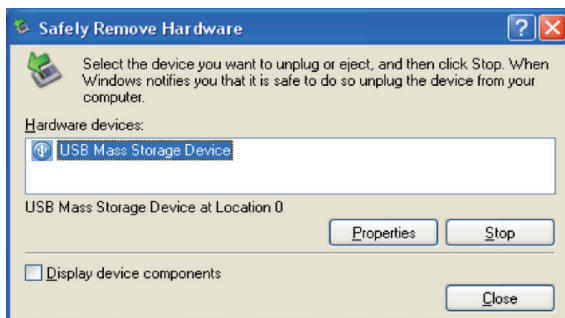 Safely Remove Hardware
Select the device you want to unplug or eject, and then click Stop. When
Windows notifies you that it is safe to do so unplug the device from your
computer.
Hardware devices:
USB Mass Storage Device
USB Mass Storage Device at Location 0
Properties Stop
Display device components
Close